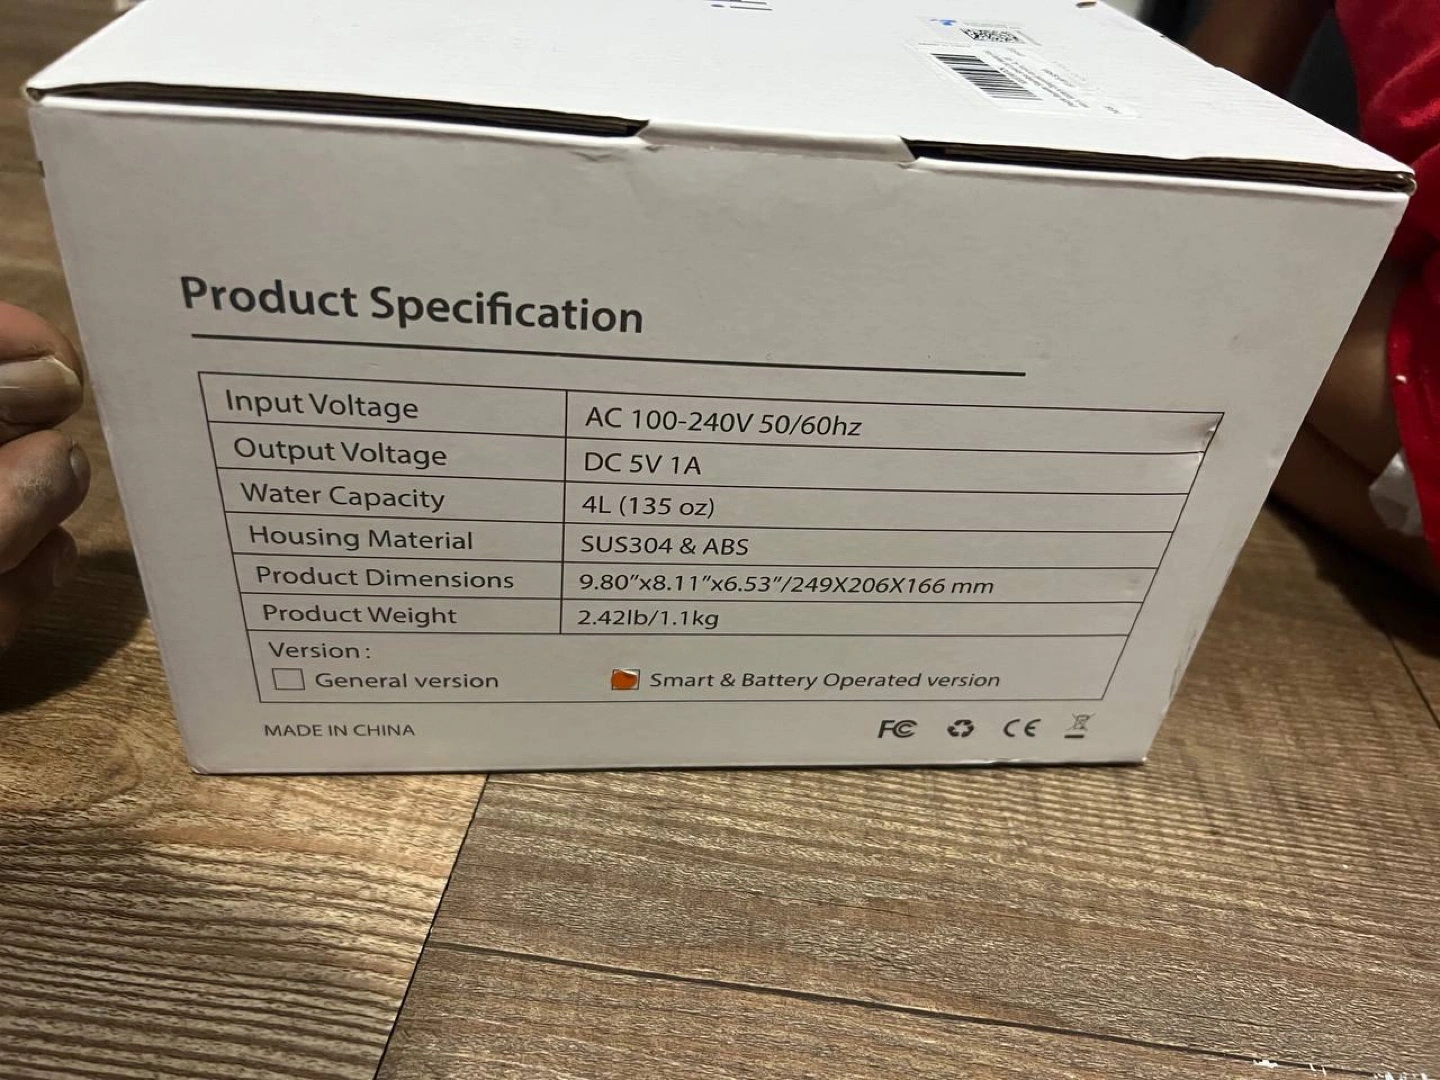 Product Specification
Input Voltage AC 100-240V 50/60hz
Output Voltage DC 5V 1A
Water Capacity 4L (135 oz)
Housing Material SUS304 & ABS
Product Dimensions 9.80”x8.11”x6.53”/249X206X166 mm
Product Weight 2.42lb/1.1kg
Version :
General version Smart & Battery Operated version
MADE IN CHINA FC CE